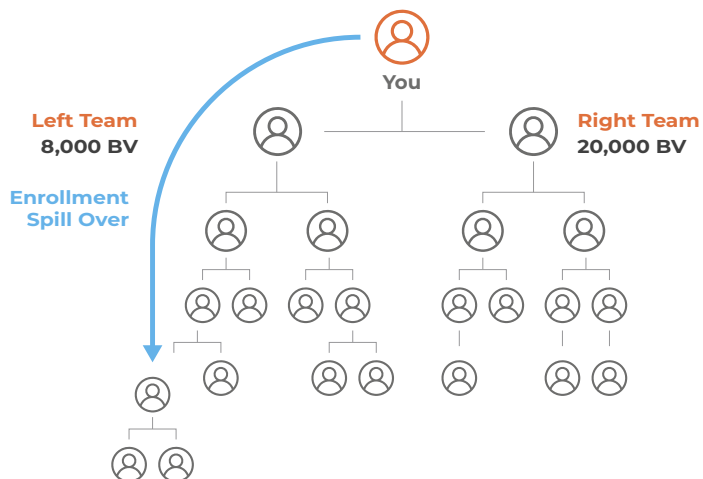 You
Left Team
8,000 BV
Right Team
20,000 BV
Enrollment
Spill Over